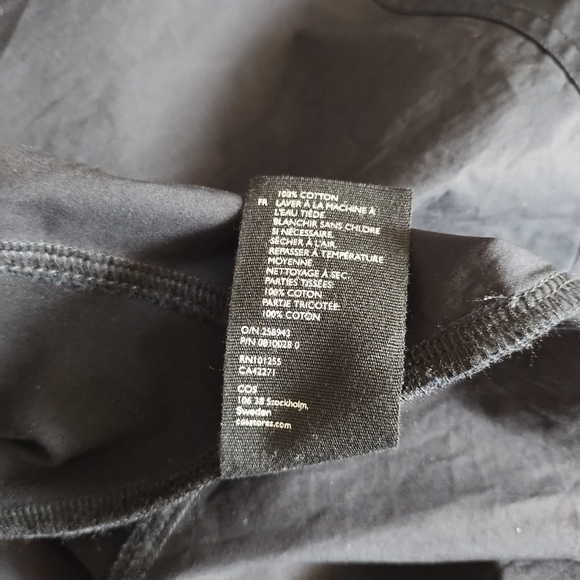 100% COTTON
FR LAVER À LA MACHINE À
L'EAU TIÈDE
BLANCHIR SANS CHLORE
SI NÉCESSAIRE
SÉCHER À L'AIR
REPASSER À TEMPÉRATURE
MOYENNE
NETTOYAGE À SEC.
PARTIES TISSÉES:
100% COTON
PARTIE TRICOTÉE:
100% COTON
O/N 258943
P/N 0810028 0
RN101255
CA42271
COS
106 38 Stockholm,
Sweden
cosstores.com